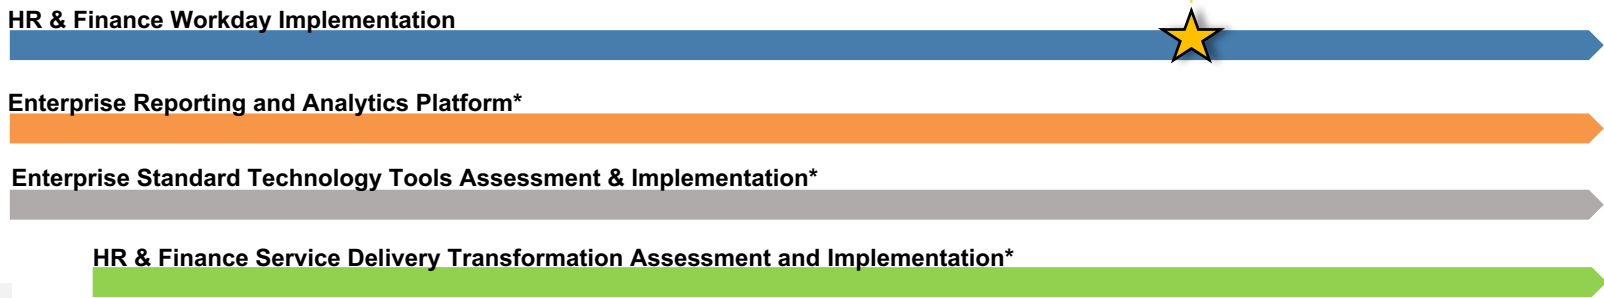 HR & Finance Workday Implementation
Enterprise Reporting and Analytics Platform*
Enterprise Standard Technology Tools Assessment & Implementation*
HR & Finance Service Delivery Transformation Assessment and Implementation*